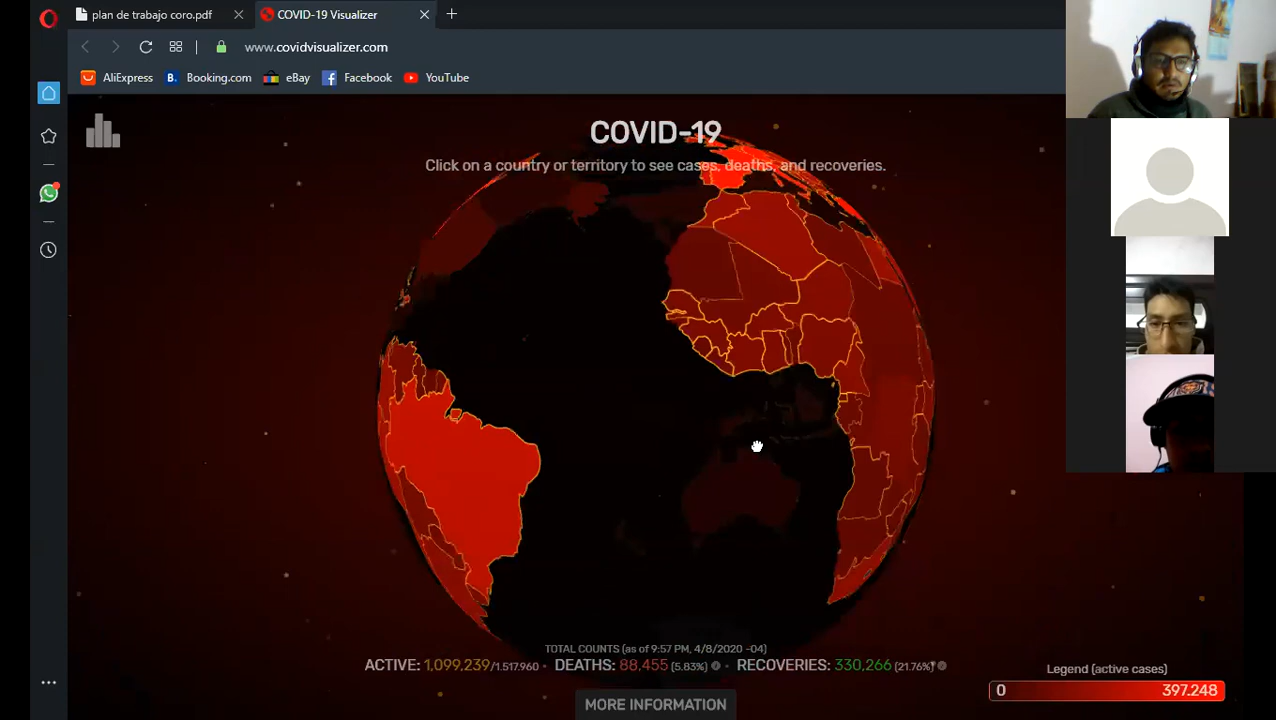 plan de trabajo coro.pdf
COVID-19 Visualizer
www.covidvisualizer.com
AliExpress
B. Booking.com
eBay
Facebook
YouTube
COVID-19
Click on a country or territory to see cases, deaths, and recoveries.
TOTAL COUNTS (as of 9:57 PM, 4/8/2020 -04)
ACTIVE: 1,099,239/1.517.960 · DEATHS: 88,455 (5.83%) · RECOVERIES: 330,266 (21.76%)
MORE INFORMATION
Legend (active cases)
0 397.248